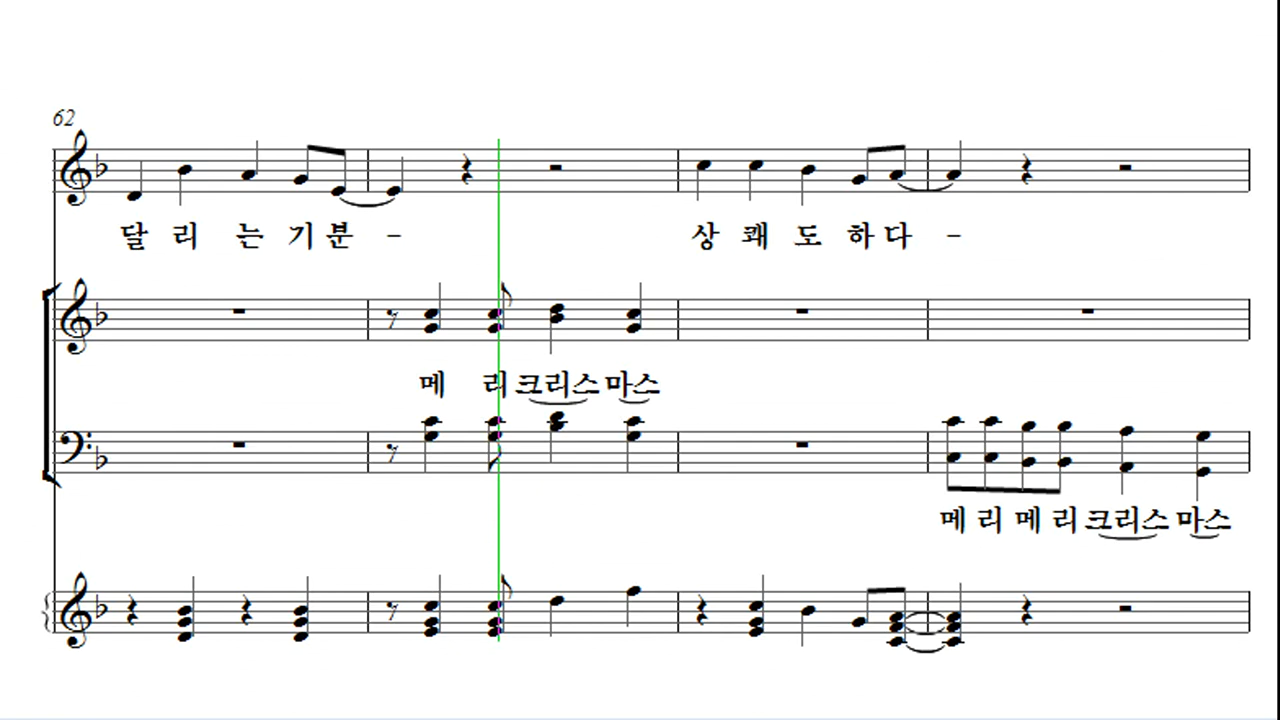 62
달 리 는 기 분 - 상 쾌 도 하 다 -
메 리 크리스 마스
메 리 메 리 크리스 마스